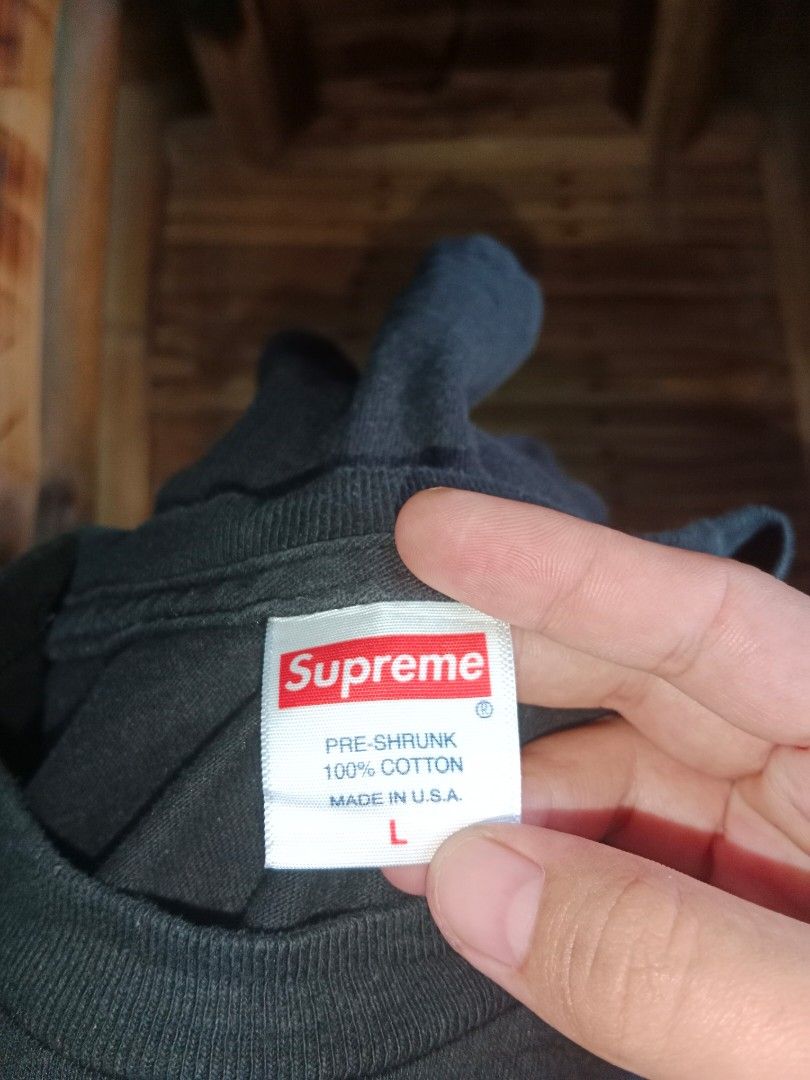 Supreme
®
PRE-SHRUNK
100% COTTON
MADE IN U.S.A.
L